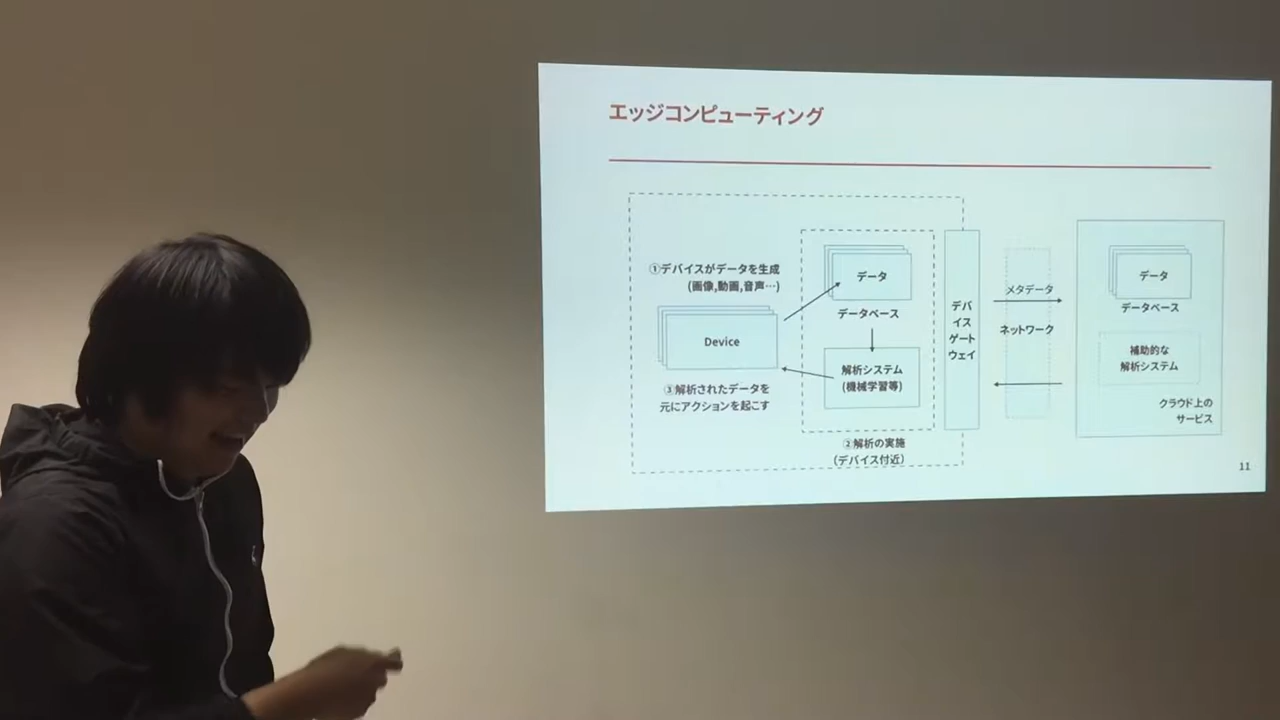 エッジコンピューティング
①デバイスがデータを生成
(画像,動画,音声…)
Device
③解析されたデータを
元にアクションを起こす
データ
データベース
解析システム
(機械学習等)
②解析の実施
(デバイス付近)
デバ
イス
ゲート
ウェイ
メタデータ
ネットワーク
データ
データベース
補助的な
解析システム
クラウド上の
サービス
11